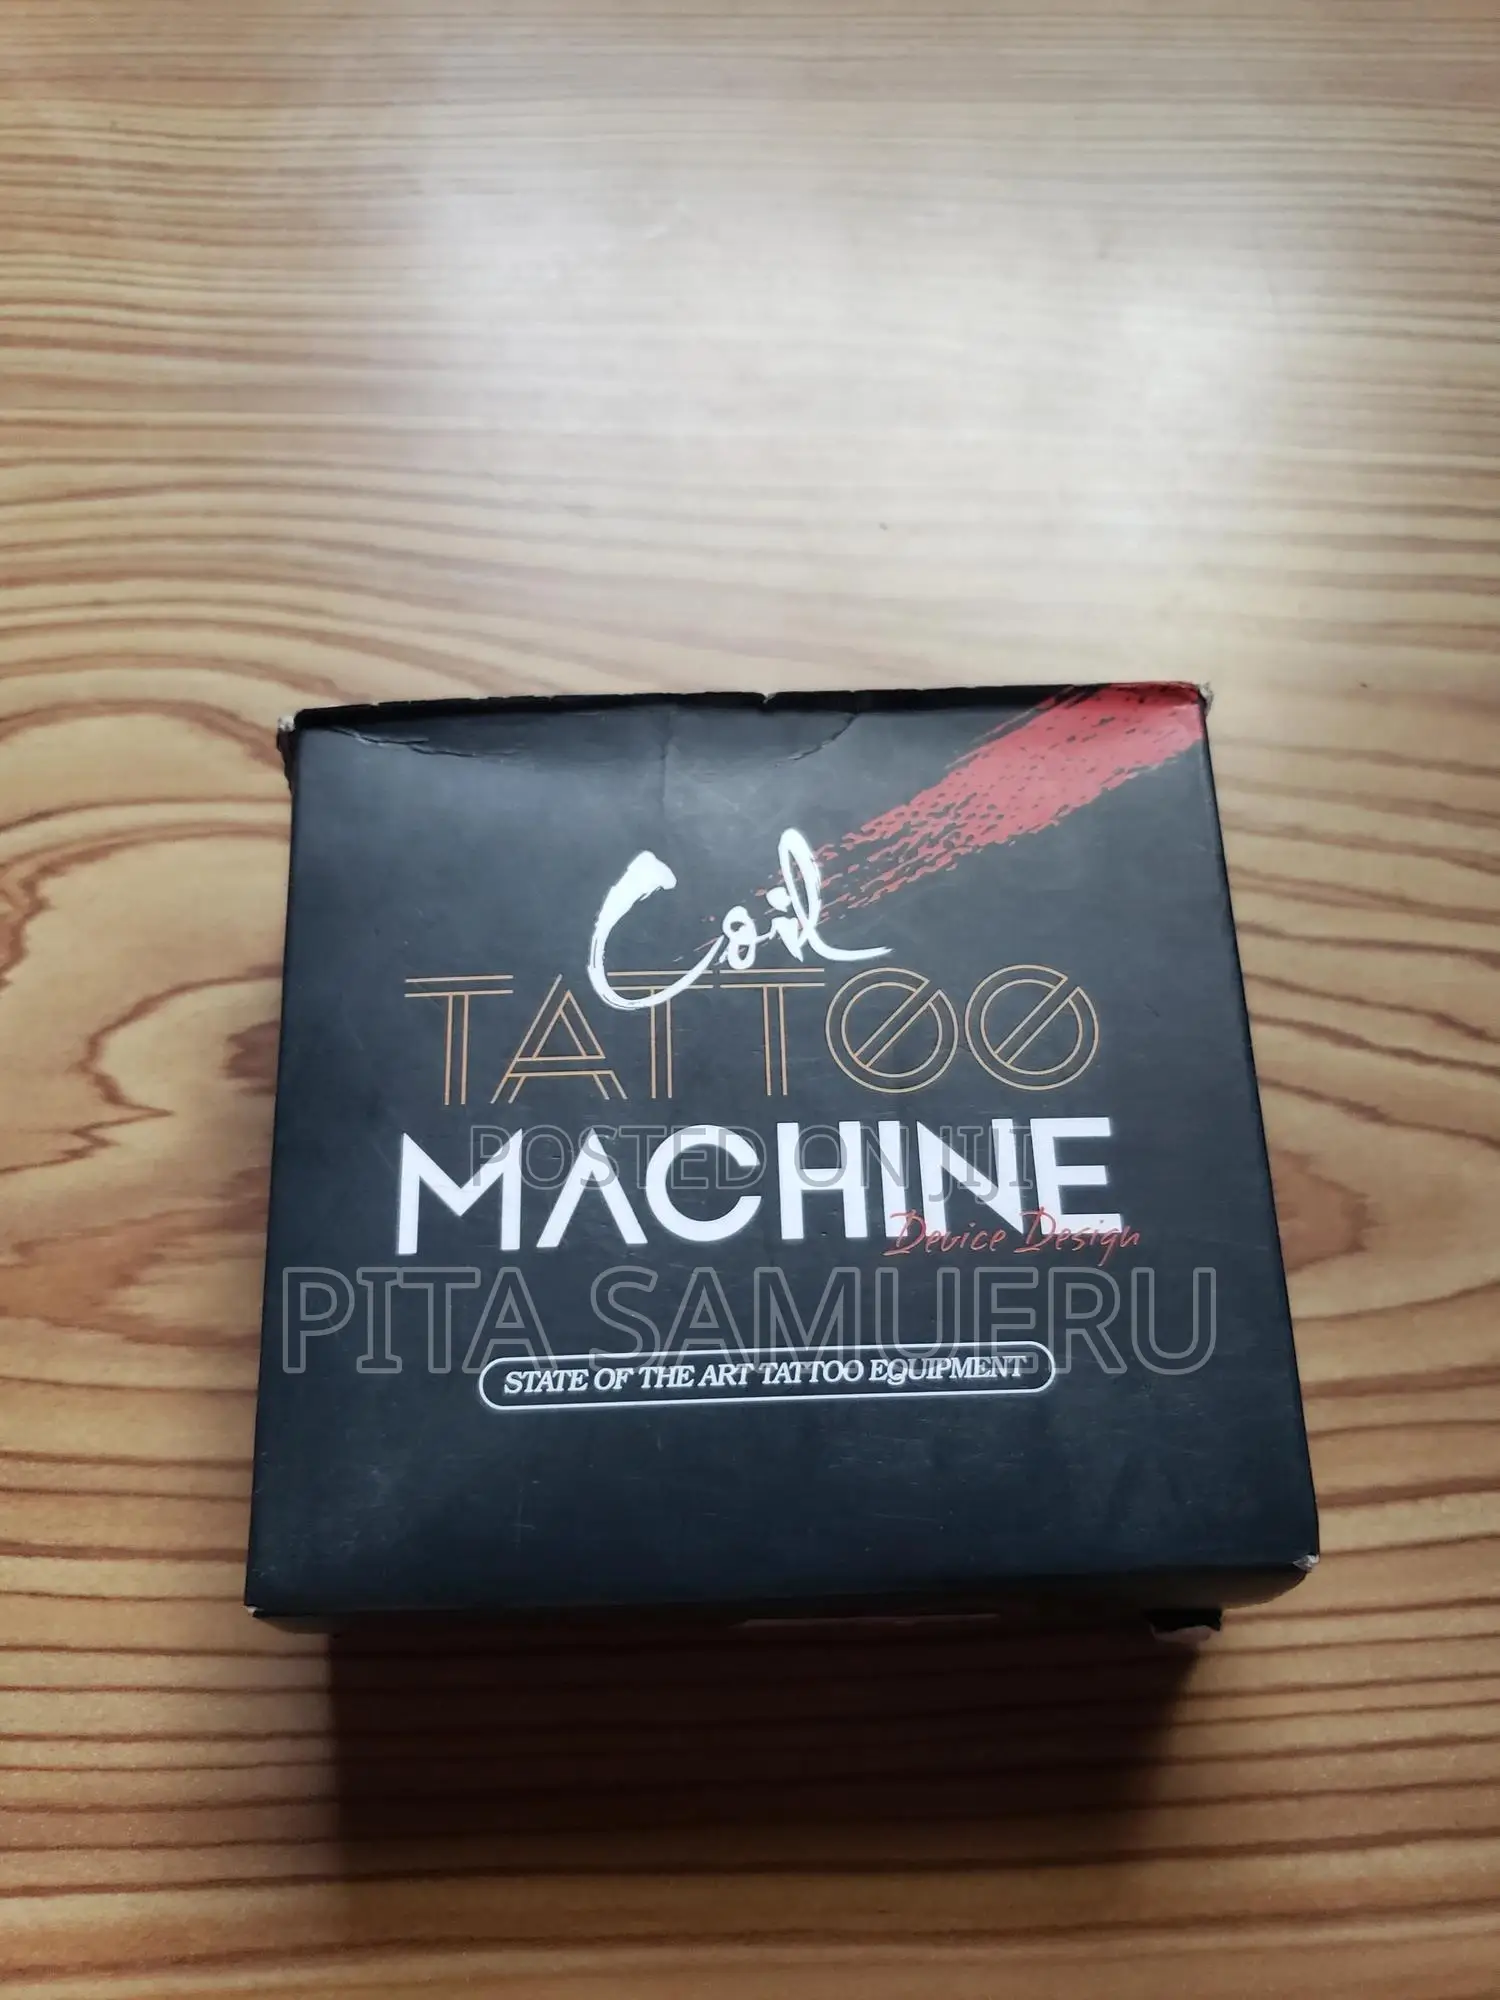 Coil
TATTOO
MACHINE
POSTED ON JIJI
Device Design
PITA SAMUERU
STATE OF THE ART TATTOO EQUIPMENT